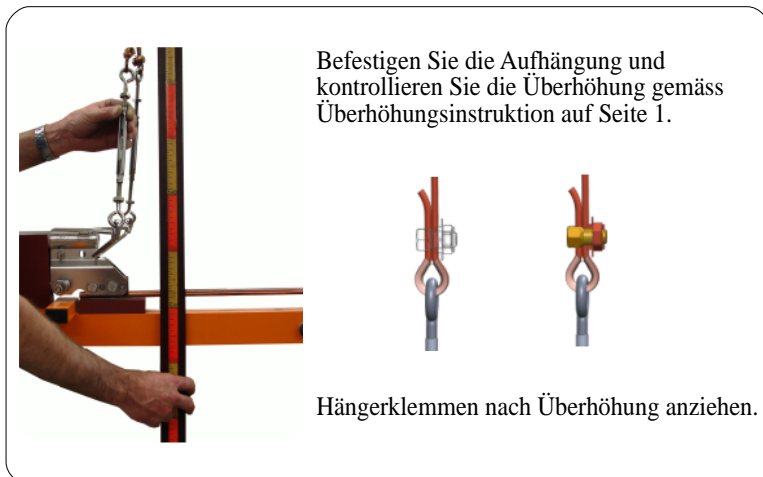 Befestigen Sie die Aufhängung und
kontrollieren Sie die Überhöhung gemäss
Überhöhungsinstruktion auf Seite 1.
Hängerklemmen nach Überhöhung anziehen.